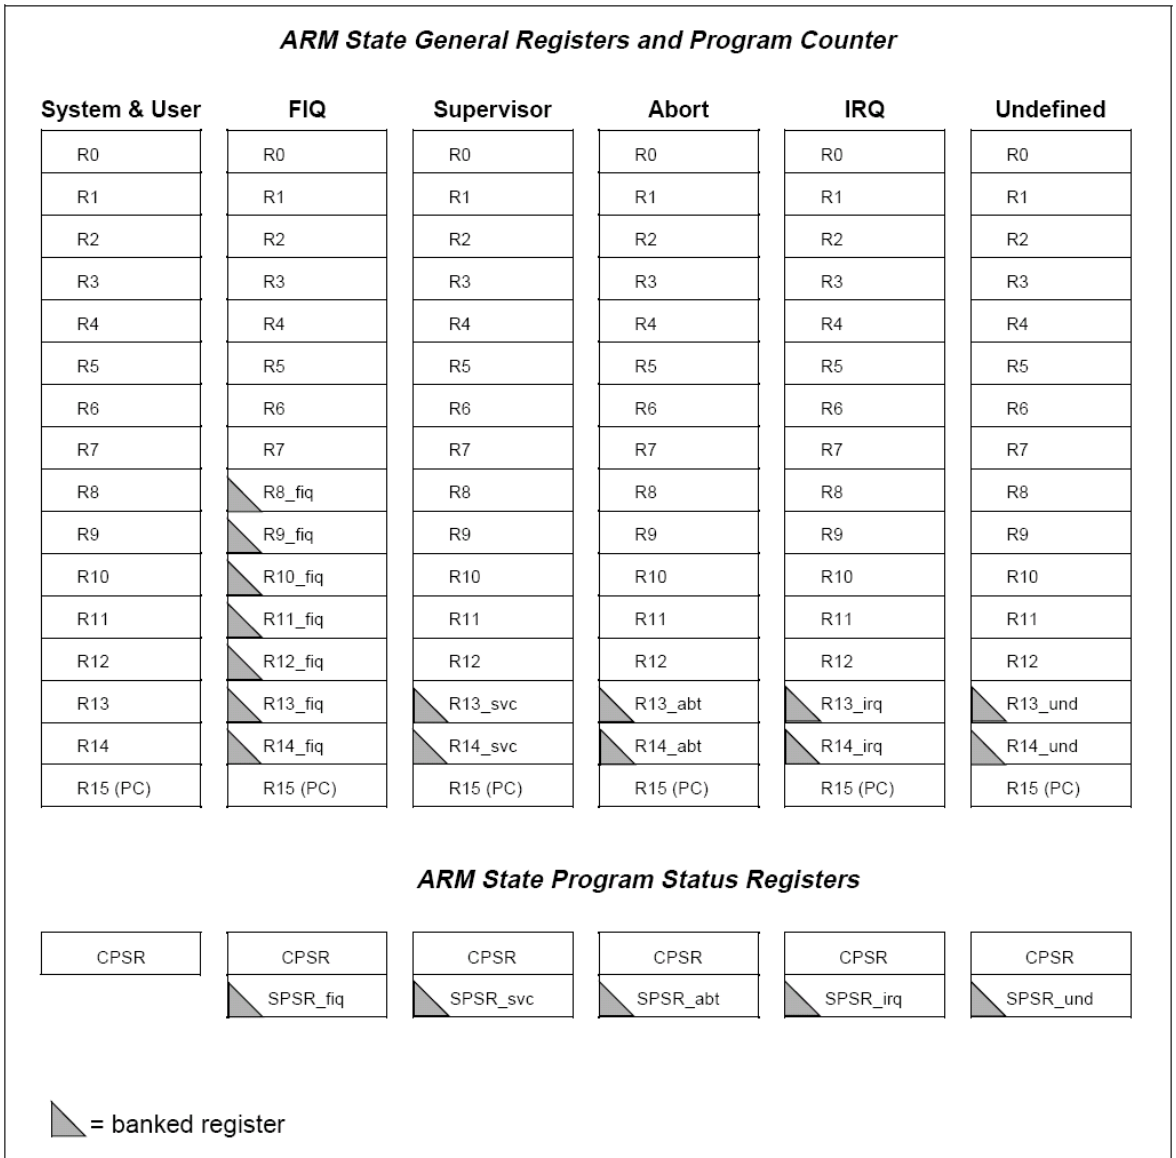 ARM State General Registers and Program Counter
System & User FIQ Supervisor Abort IRQ Undefined
R0 R0 R0 R0 R0 R0
R1 R1 R1 R1 R1 R1
R2 R2 R2 R2 R2 R2
R3 R3 R3 R3 R3 R3
R4 R4 R4 R4 R4 R4
R5 R5 R5 R5 R5 R5
R6 R6 R6 R6 R6 R6
R7 R7 R7 R7 R7 R7
R8 R8_fiq R8 R8 R8 R8
R9 R9_fiq R9 R9 R9 R9
R10 R10_fiq R10 R10 R10 R10
R11 R11_fiq R11 R11 R11 R11
R12 R12_fiq R12 R12 R12 R12
R13 R13_fiq R13_svc R13_abt R13_irq R13_und
R14 R14_fiq R14_svc R14_abt R14_irq R14_und
R15 (PC) R15 (PC) R15 (PC) R15 (PC) R15 (PC) R15 (PC)
ARM State Program Status Registers
CPSR CPSR CPSR CPSR CPSR CPSR
SPSR_fiq SPSR_svc SPSR_abt SPSR_irq SPSR_und
= banked register